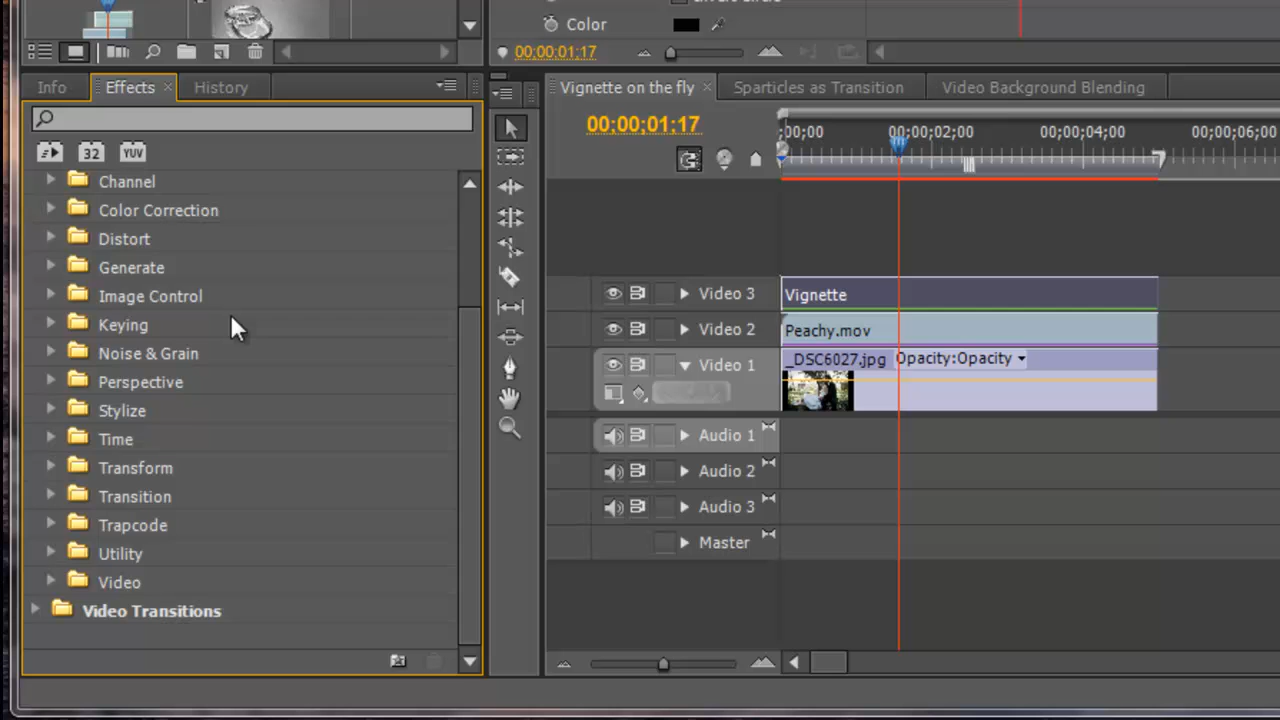 Color
00;00;01;17
Info
Effects
History
32
YUV
Channel
Color Correction
Distort
Generate
Image Control
Keying
Noise & Grain
Perspective
Stylize
Time
Transform
Transition
Trapcode
Utility
Video
Video Transitions
Vignette on the fly
Sparticles as Transition
Video Background Blending
00;00;01;17
;00;00
00;00;02;00
00;00;04;00
00;00;06;00
Video 3
Vignette
Video 2
Peachy.mov
Video 1
_DSC6027.jpg Opacity:Opacity
Audio 1
Audio 2
Audio 3
Master